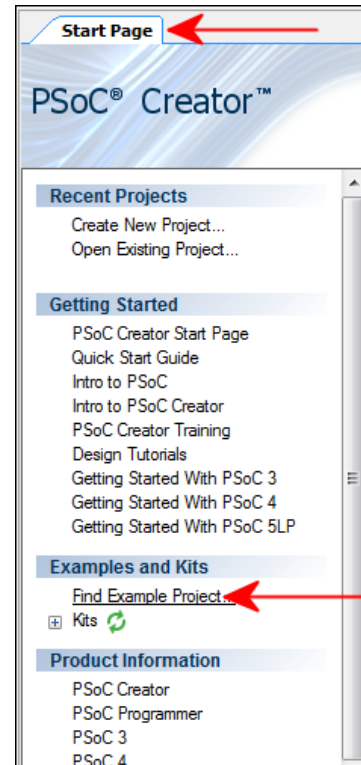 Start Page
PSoC® Creator™
Recent Projects
Create New Project...
Open Existing Project...
Getting Started
PSoC Creator Start Page
Quick Start Guide
Intro to PSoC
Intro to PSoC Creator
PSoC Creator Training
Design Tutorials
Getting Started With PSoC 3
Getting Started With PSoC 4
Getting Started With PSoC 5LP
Examples and Kits
Find Example Project...
Kits
Product Information
PSoC Creator
PSoC Programmer
PSoC 3
PSoC 4